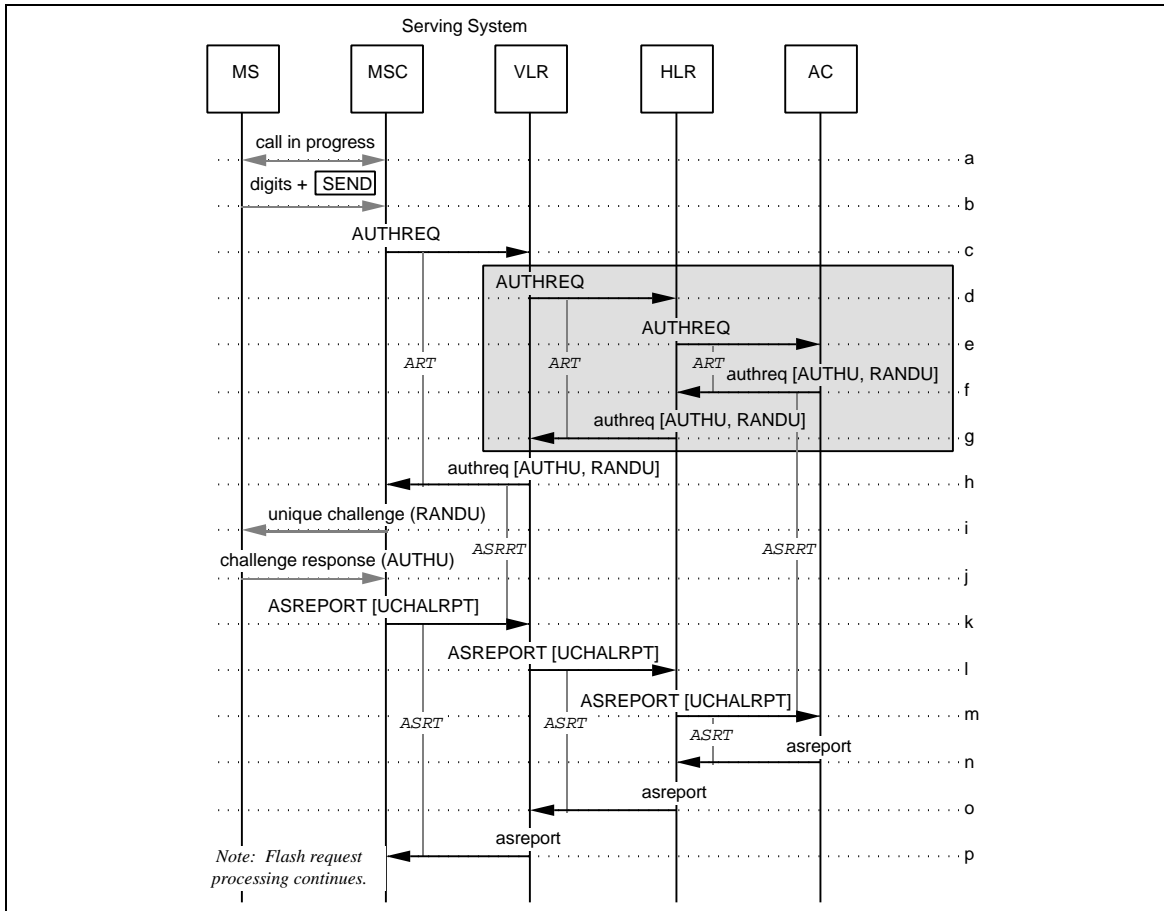 Serving System
MS MSC VLR HLR AC
call in progress
a
digits + SEND
b
AUTHREQ
c
AUTHREQ
d
AUTHREQ
e
ART ART ART
authreq [AUTHU, RANDU]
f
authreq [AUTHU, RANDU]
g
authreq [AUTHU, RANDU]
h
unique challenge (RANDU)
i
ASRRT ASRRT
challenge response (AUTHU)
j
ASREPORT [UCHALRPT]
k
ASREPORT [UCHALRPT]
l
ASREPORT [UCHALRPT]
m
ASRT ASRT ASRT
asreport
n
asreport
o
asreport
p
Note: Flash request
processing continues.